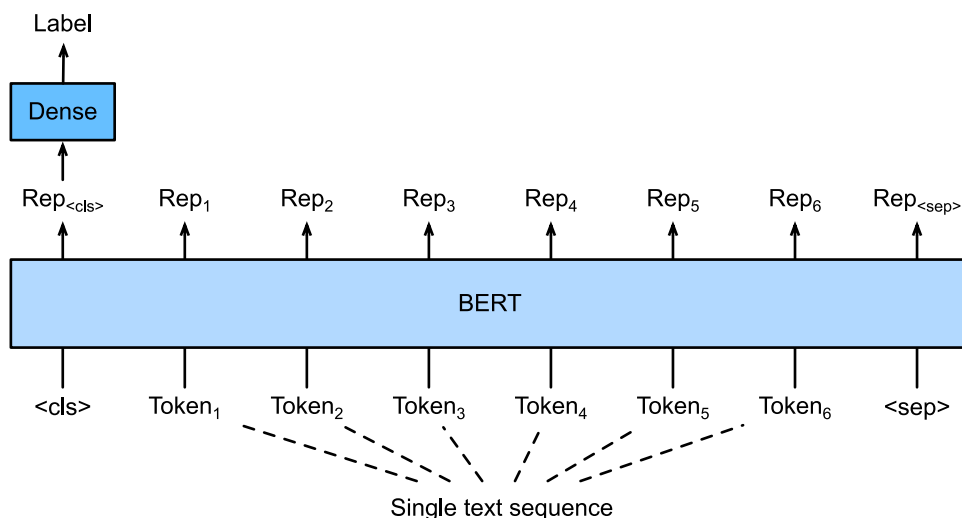 Label
Dense
Rep<cls> Rep1 Rep2 Rep3 Rep4 Rep5 Rep6 Rep<sep>
BERT
<cls> Token1 Token2 Token3 Token4 Token5 Token6 <sep>
Single text sequence